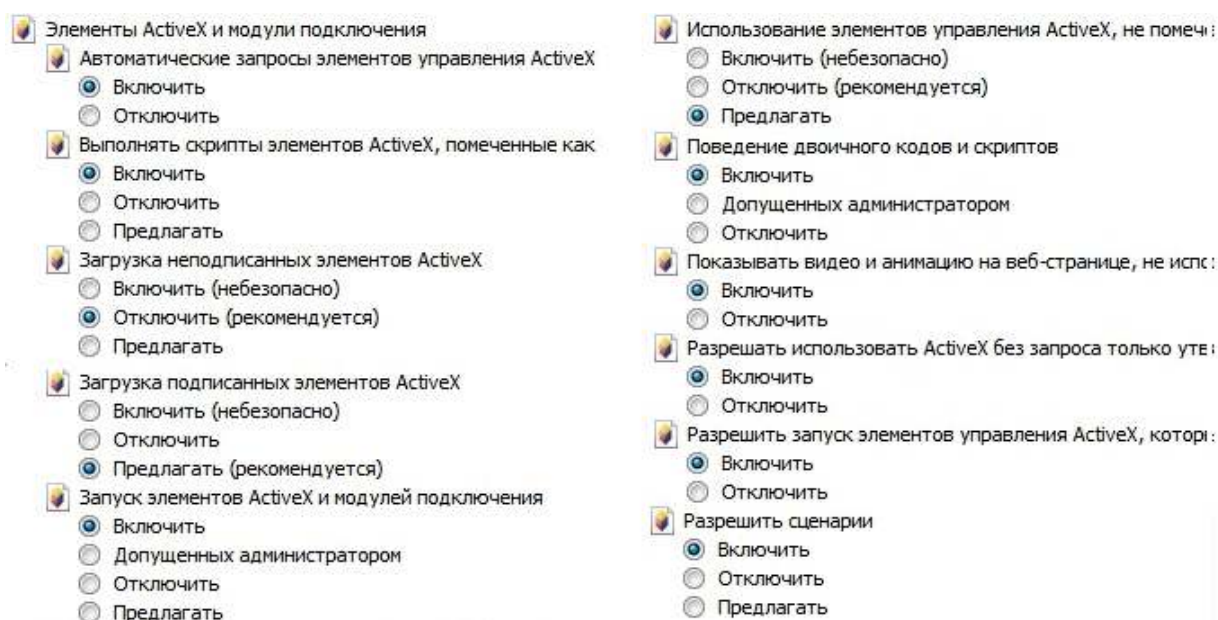 Элементы ActiveX и модули подключения
Автоматические запросы элементов управления ActiveX
Включить
Отключить
Выполнять скрипты элементов ActiveX, помеченные как
Включить
Отключить
Предлагать
Загрузка неподписанных элементов ActiveX
Включить (небезопасно)
Отключить (рекомендуется)
Предлагать
Загрузка подписанных элементов ActiveX
Включить (небезопасно)
Отключить
Предлагать (рекомендуется)
Запуск элементов ActiveX и модулей подключения
Включить
Допущенных администратором
Отключить
Предлагать
Использование элементов управления ActiveX, не
Включить (небезопасно)
Отключить (рекомендуется)
Предлагать
Поведение двоичного кодов и скриптов
Включить
Допущенных администратором
Отключить
Показывать видео и анимацию на веб-странице, не
Включить
Отключить
Разрешать использовать ActiveX без запроса только
Включить
Отключить
Разрешить запуск элементов управления ActiveX,
Включить
Отключить
Разрешить сценарии
Включить
Отключить
Предлагать